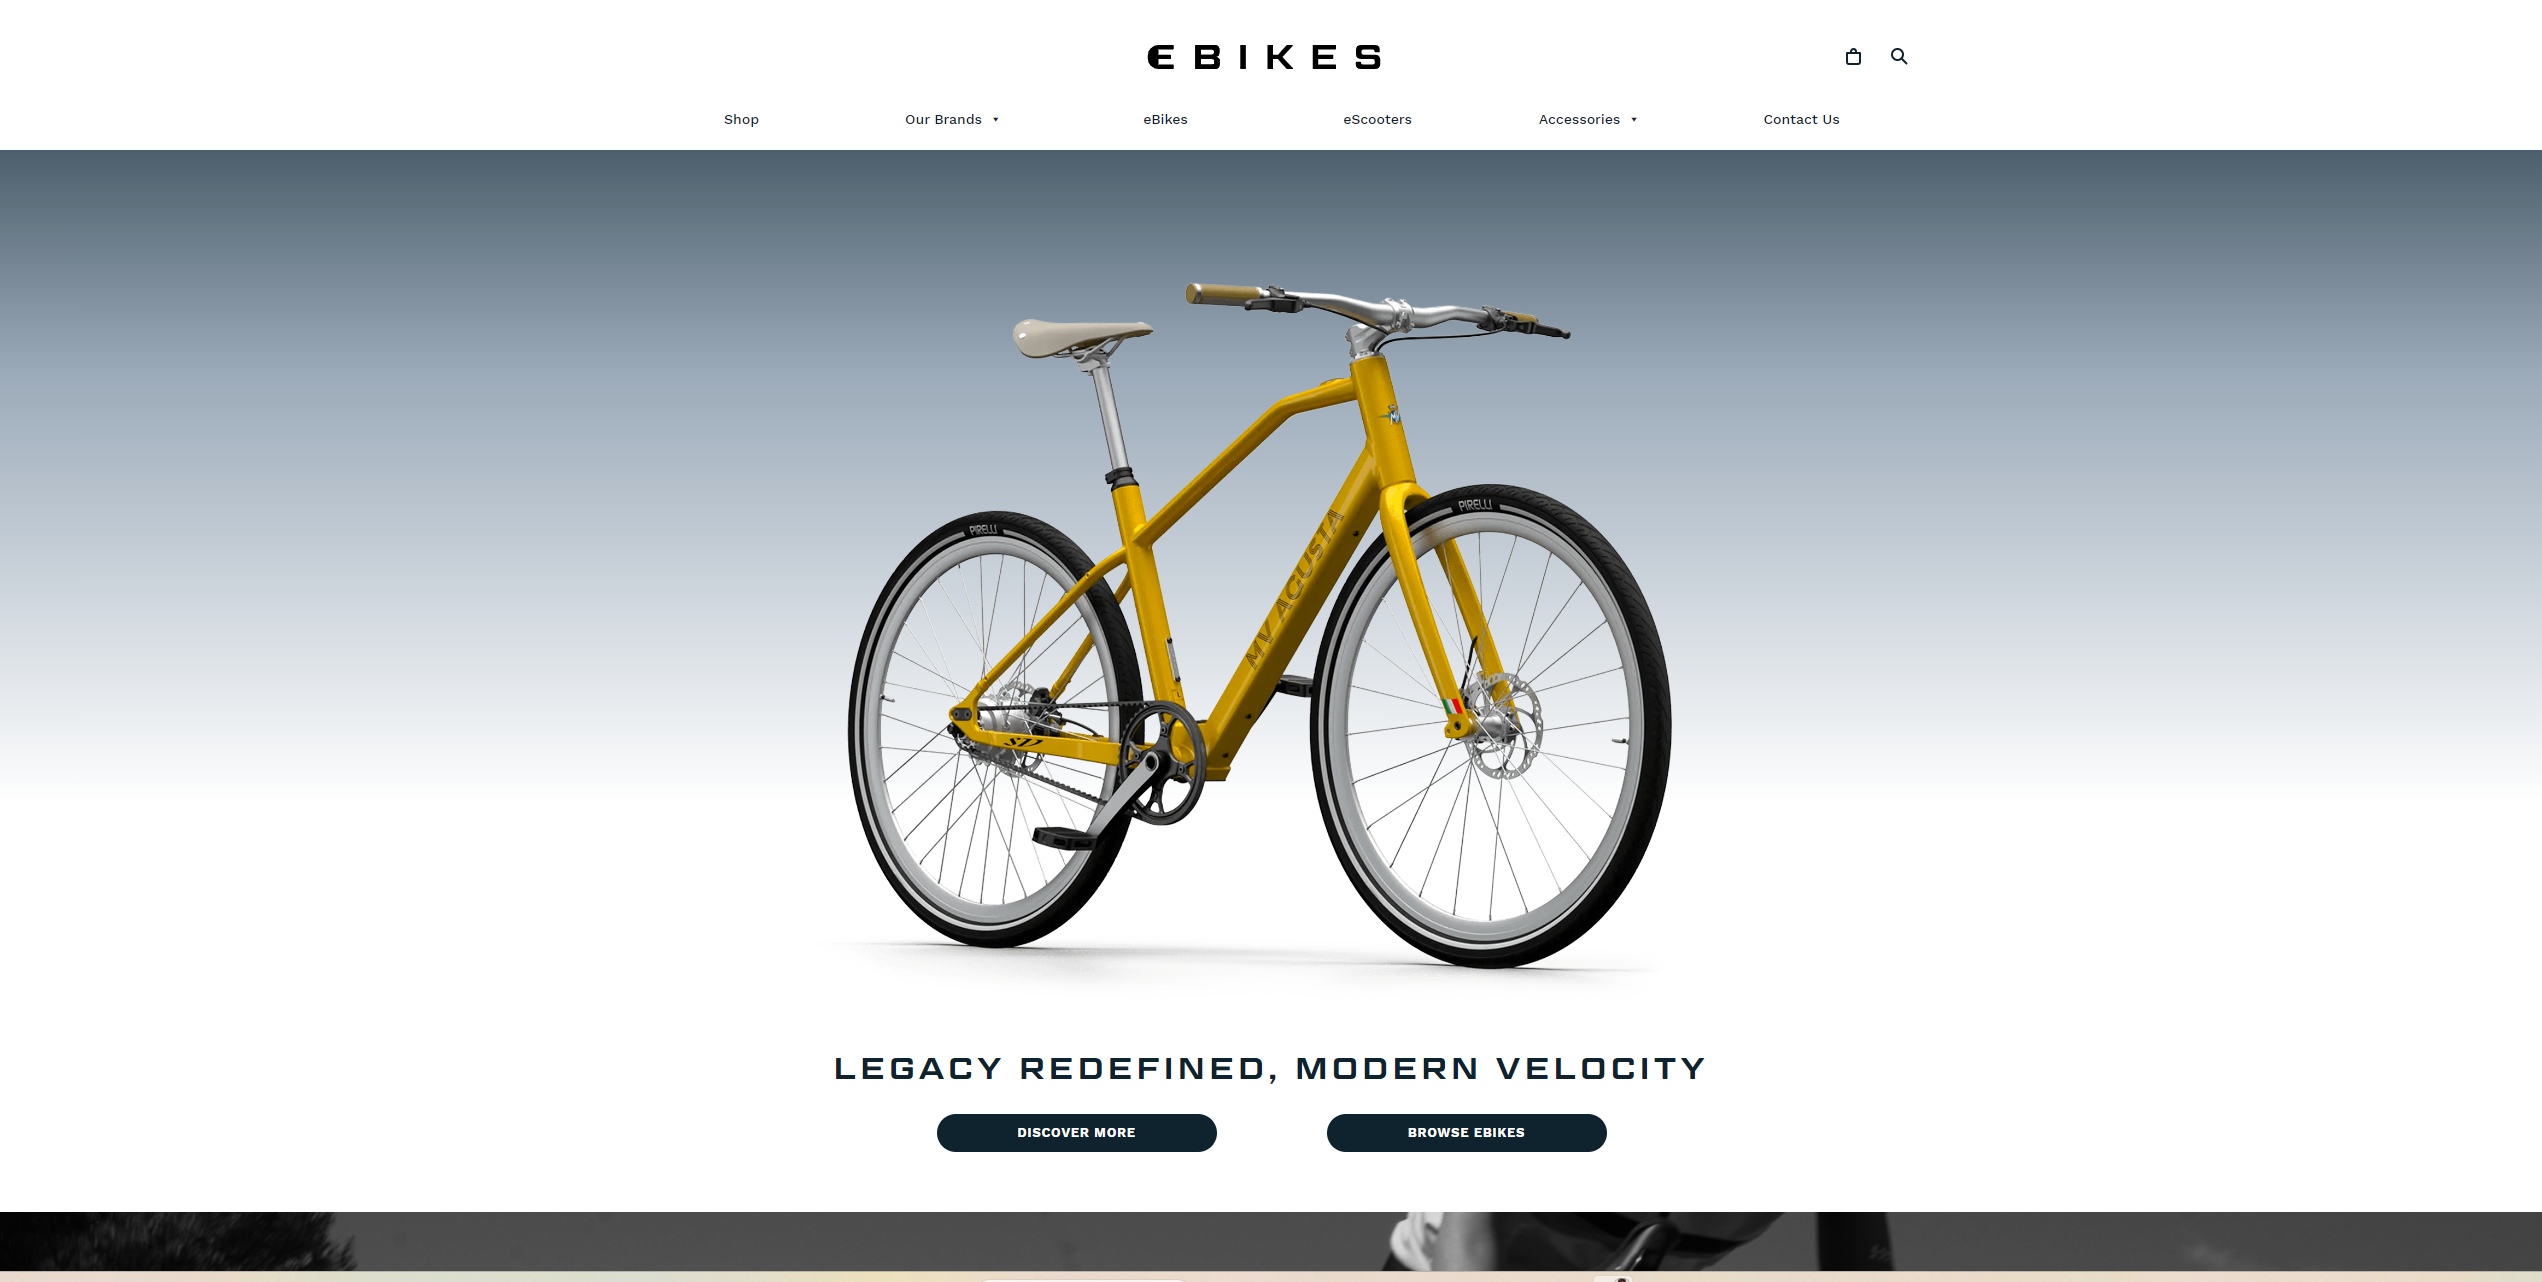 EBIKES
Shop
Our Brands
eBikes
eScooters
Accessories
Contact Us
PIRELLI
PIRELLI
MV AGUSTA
LEGACY REDEFINED, MODERN VELOCITY
DISCOVER MORE
BROWSE EBIKES